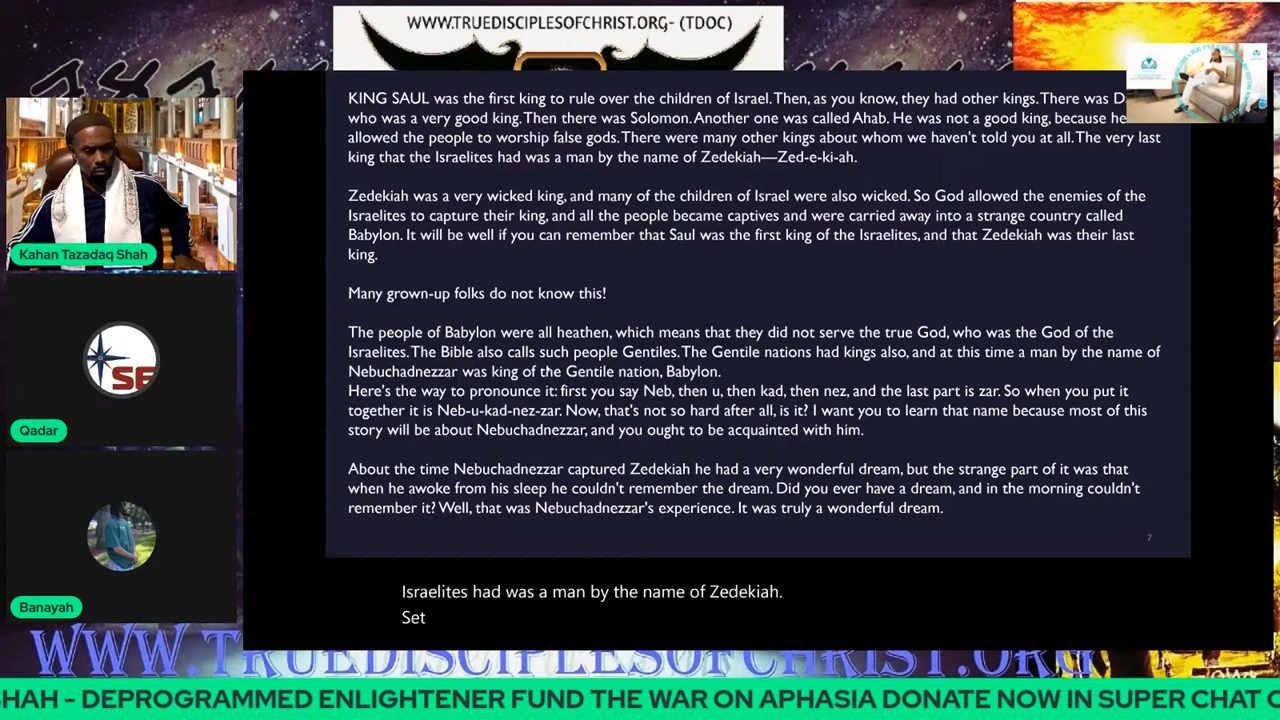 WWW.TRUEDISCIPLESOFCHRIST.ORG- (TDOC)
KING SAUL was the first king to rule over the children of Israel. Then, as you know, they had other kings. There was
who was a very good king. Then there was Solomon. Another one was called Ahab. He was not a good king, because he
allowed the people to worship false gods. There were many other kings about whom we haven't told you at all. The very last
king that the Israelites had was a man by the name of Zedekiah—Zed-e-ki-ah.
Zedekiah was a very wicked king, and many of the children of Israel were also wicked. So God allowed the enemies of the
Israelites to capture their king, and all the people became captives and were carried away into a strange country called
Babylon. It will be well if you can remember that Saul was the first king of the Israelites, and that Zedekiah was their last
king.
Many grown-up folks do not know this!
The people of Babylon were all heathen, which means that they did not serve the true God, who was the God of the
Israelites. The Bible also calls such people Gentiles. The Gentile nations had kings also, and at this time a man by the name of
Nebuchadnezzar was king of the Gentile nation, Babylon.
Here's the way to pronounce it: first you say Neb, then u, then kad, then nez, and the last part is zar. So when you put it
together it is Neb-u-kad-nez-zar. Now, that's not so hard after all, is it? I want you to learn that name because most of this
story will be about Nebuchadnezzar, and you ought to be acquainted with him.
About the time Nebuchadnezzar captured Zedekiah he had a very wonderful dream, but the strange part of it was that
when he awoke from his sleep he couldn't remember the dream. Did you ever have a dream, and in the morning couldn't
remember it? Well, that was Nebuchadnezzar's experience. It was truly a wonderful dream.
7
Kahan Tazadaq Shah
SE
Qadar
Banayah
Israelites had was a man by the name of Zedekiah.
Set
WWW.TRUEDISCIPLESOFCHRIST.ORG
SHAH - DEPROGRAMMED ENLIGHTENER FUND THE WAR ON APHASIA DONATE NOW IN SUPER CHAT